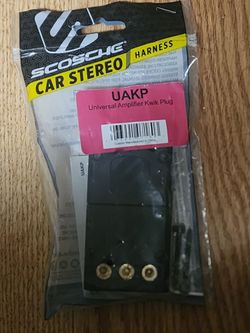 SCOSCHE
HARNESS
CAR STEREO
UAKP
Universal Amplifier Kwik Plug
UAKP